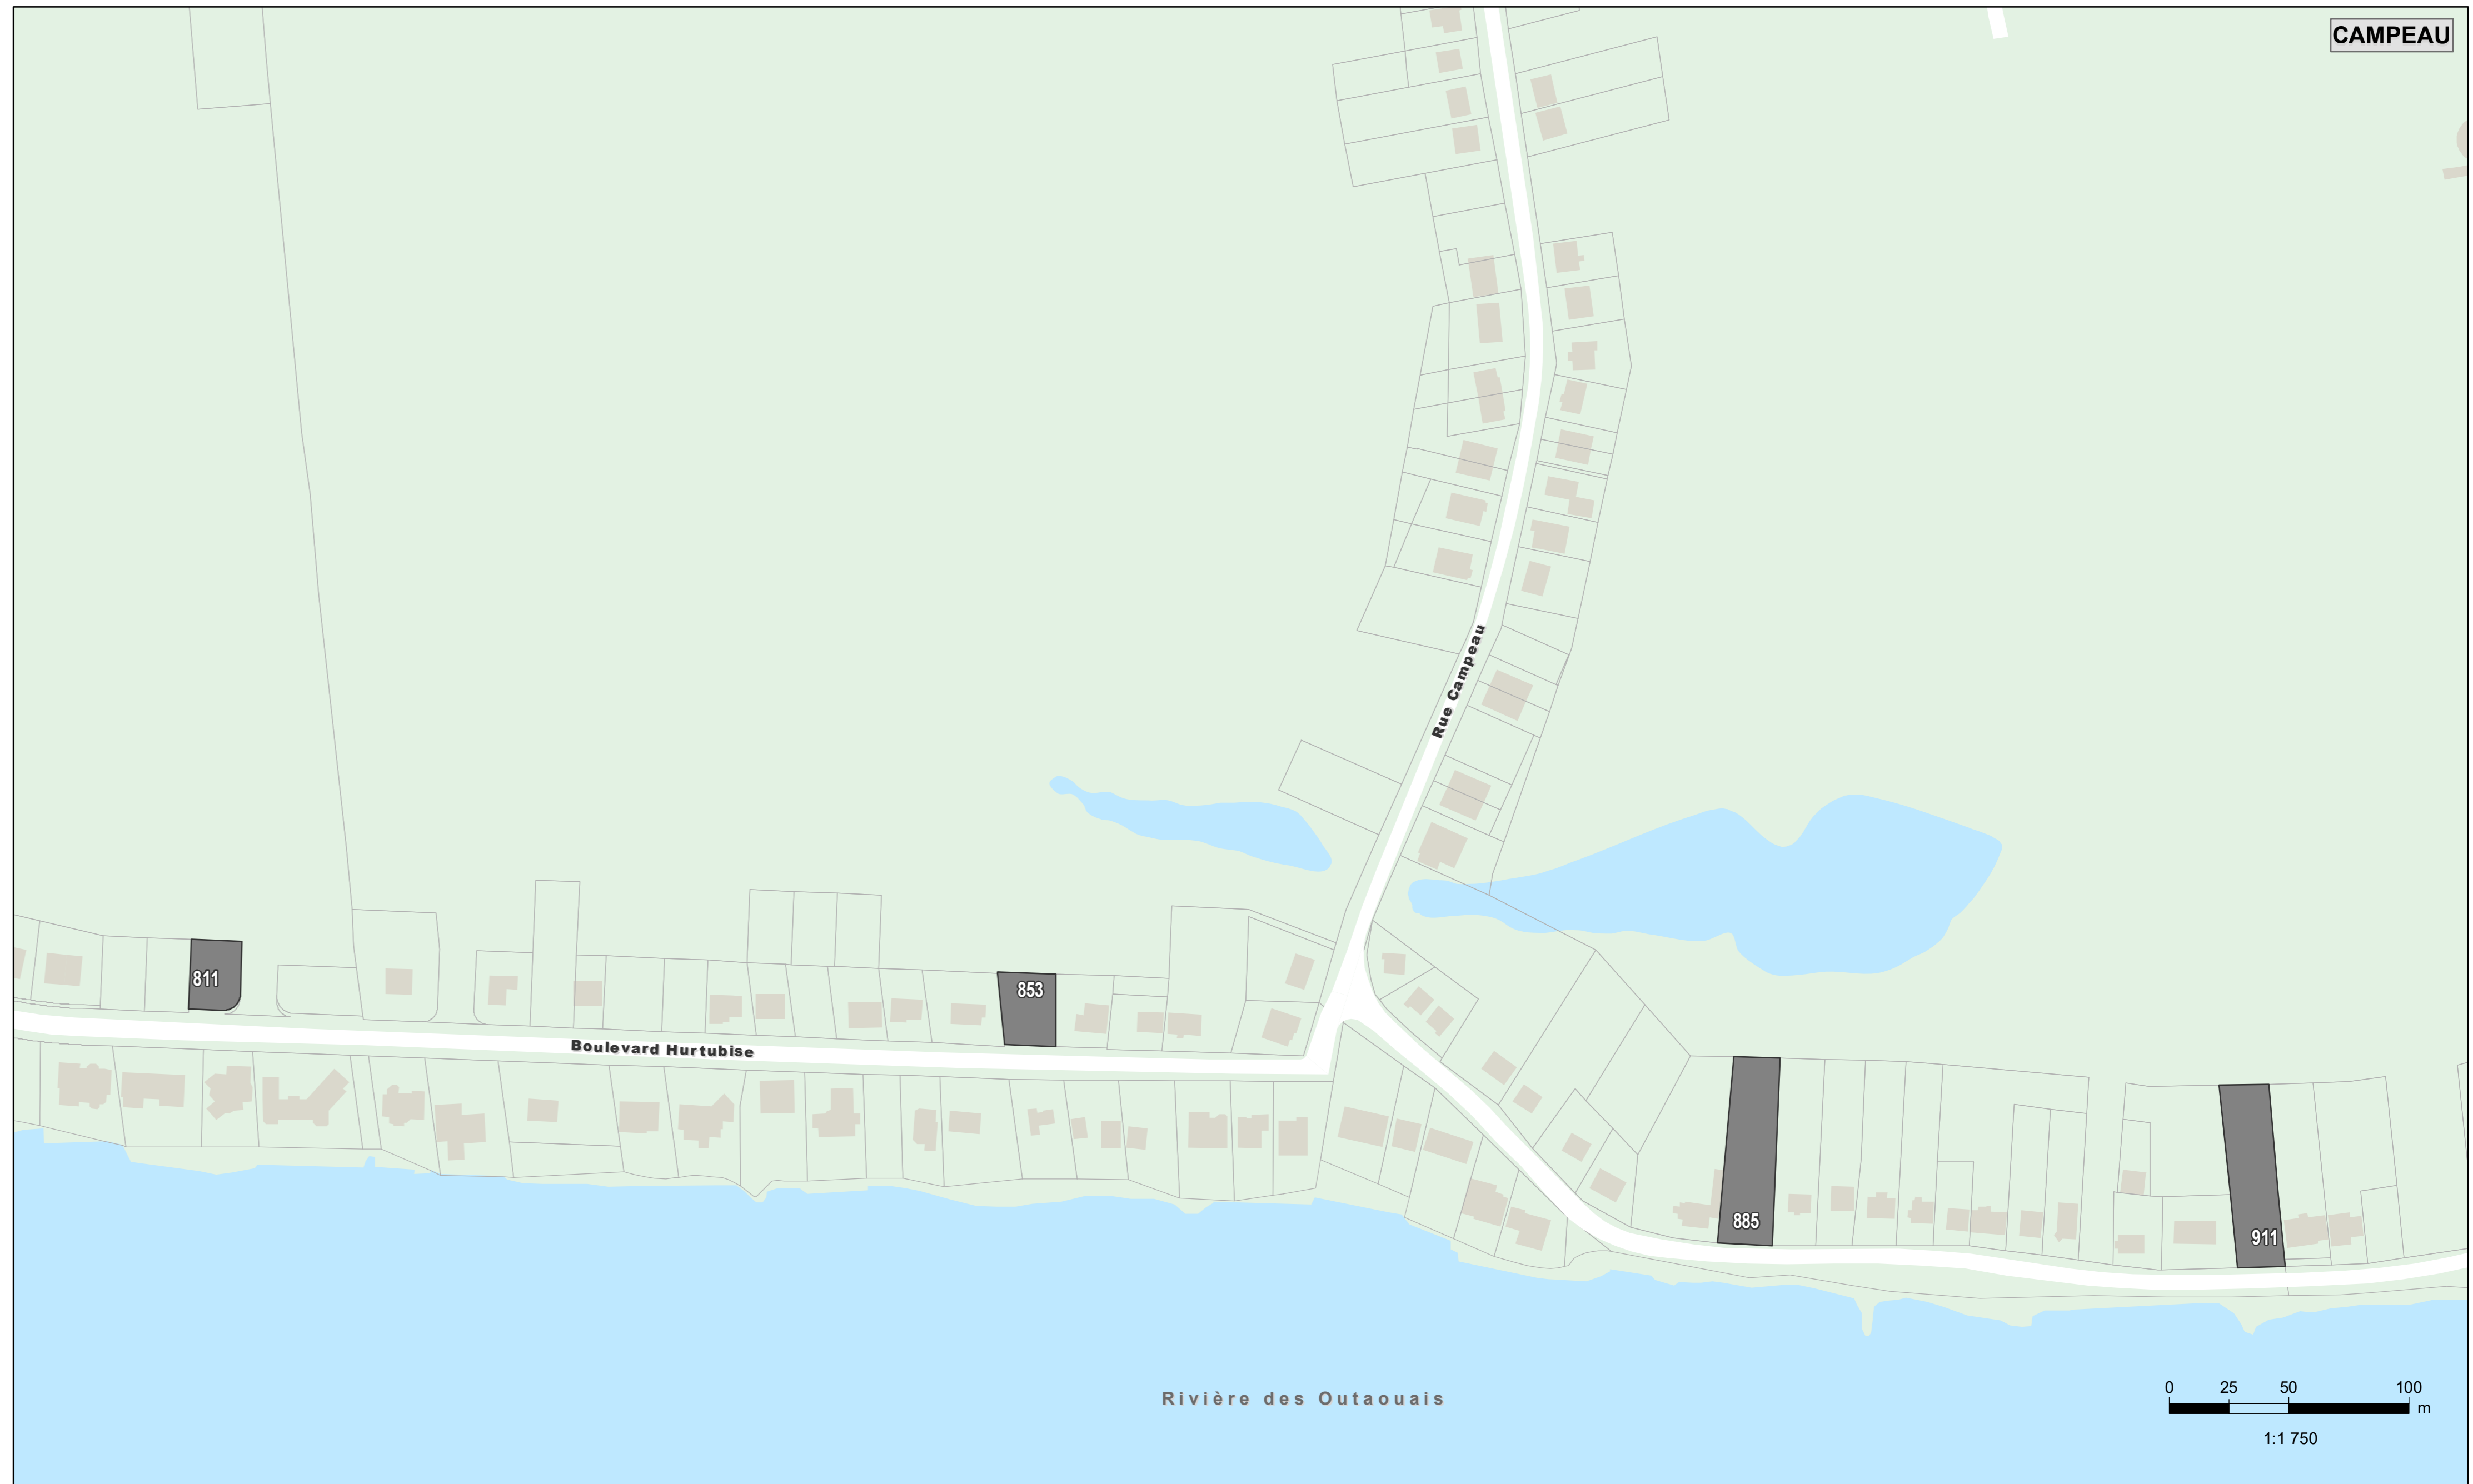 CAMPEAU
Rue Campeau
811
853
Boulevard Hurtubise
885
911
Rivière des Outaouais
0 25 50 100
m
1:1 750